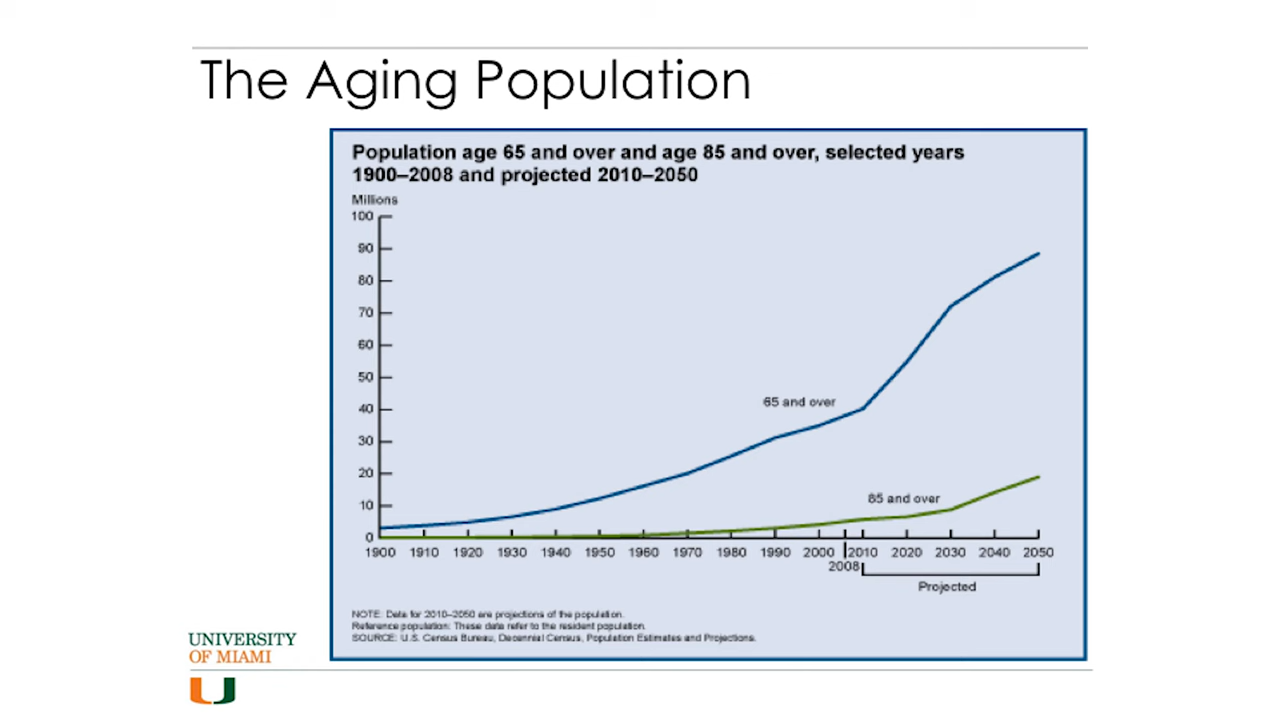 The Aging Population
Population age 65 and over and age 85 and over, selected years
1900–2008 and projected 2010–2050
Millions
100
90
80
70
60
50
40
30
20
10
0
65 and over
85 and over
1900 1910 1920 1930 1940 1950 1960 1970 1980 1990 2000 2010 2020 2030 2040 2050
2008
Projected
NOTE: Data for 2010–2050 are projections of the population.
Reference population: These data refer to the resident population.
SOURCE: U.S. Census Bureau, Decennial Census, Population Estimates and Projections.
UNIVERSITY
OF MIAMI
U